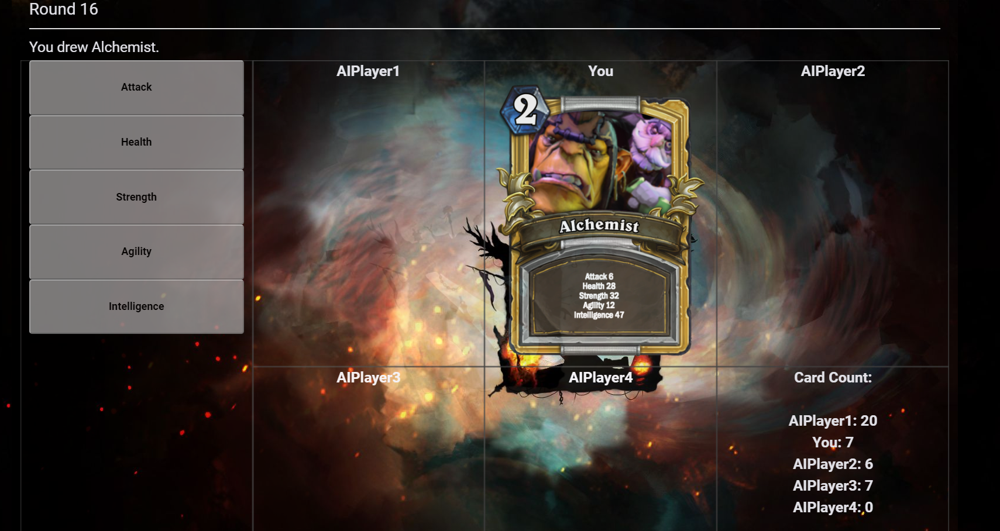 Round 16
You drew Alchemist.
Attack
Health
Strength
Agility
Intelligence
AIPlayer1
You
AIPlayer2
2
Alchemist
Attack 6
Health 28
Strength 32
Agility 12
Intelligence 47
AIPlayer3
AIPlayer4
Card Count:
AIPlayer1: 20
You: 7
AIPlayer2: 6
AIPlayer3: 7
AIPlayer4: 0